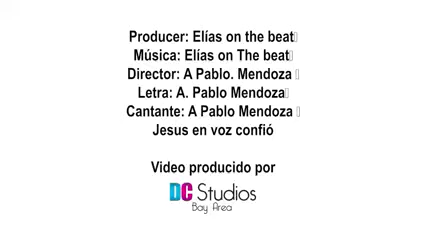 Producer: Elías on the beat
Música: Elías on The beat
Director: A Pablo. Mendoza
Letra: A. Pablo Mendoza
Cantante: A Pablo Mendoza
Jesus en voz confió
Video producido por
DC Studios
Bay Area